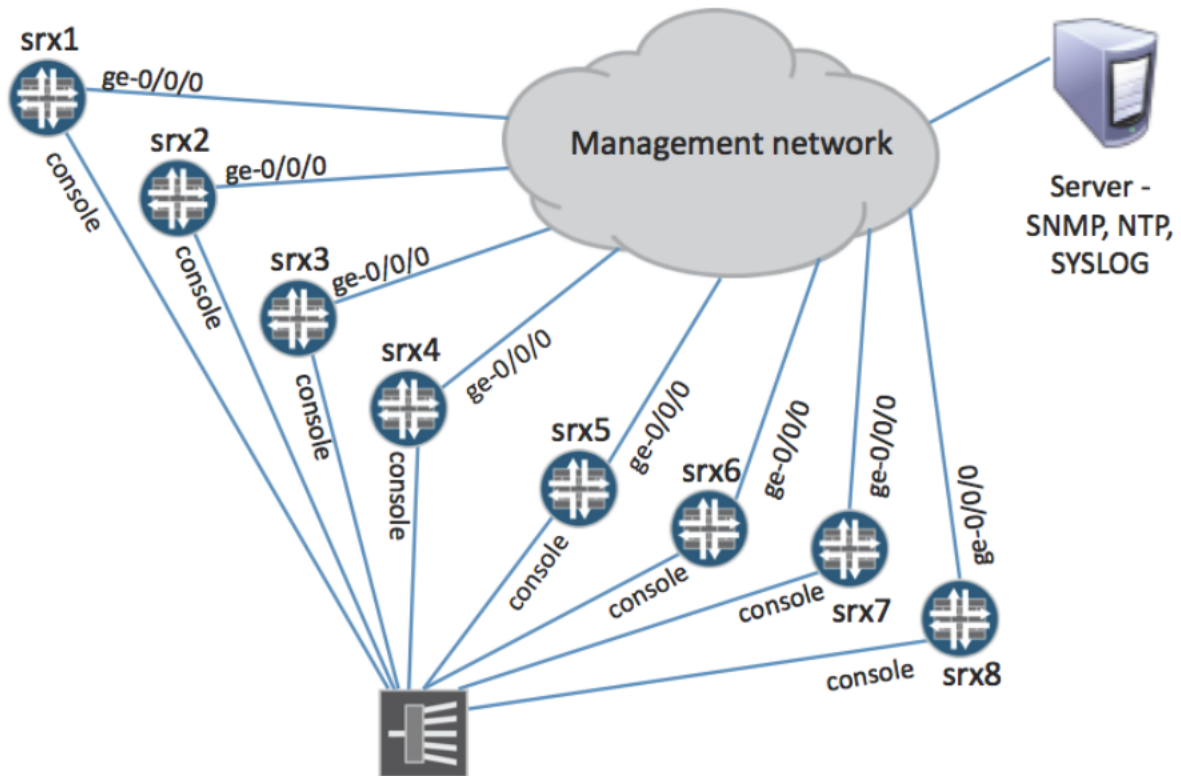 srx1
ge-0/0/0
console
srx2
ge-0/0/0
console
srx3
ge-0/0/0
console
srx4
ge-0/0/0
console
srx5
ge-0/0/0
console
srx6
ge-0/0/0
console
srx7
ge-0/0/0
console
srx8
ge-0/0/0
console
Management network
Server -
SNMP, NTP,
SYSLOG